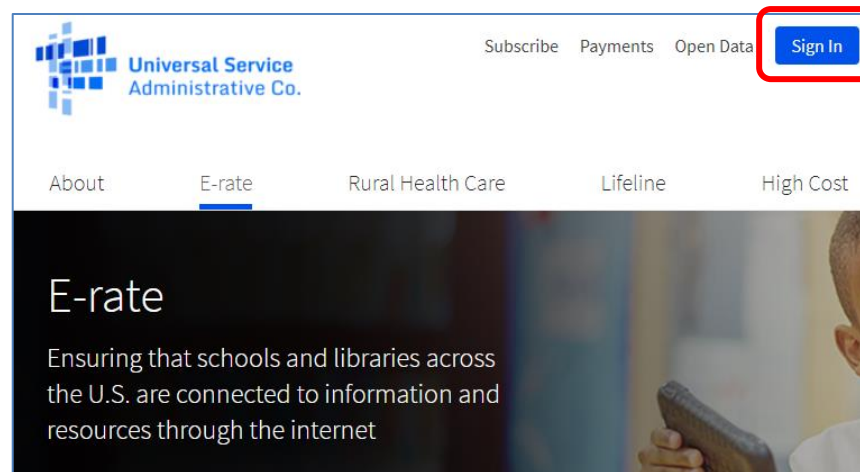 Universal Service
Administrative Co.
Subscribe Payments Open Data Sign In
About E-rate Rural Health Care Lifeline High Cost
E-rate
Ensuring that schools and libraries across
the U.S. are connected to information and
resources through the internet